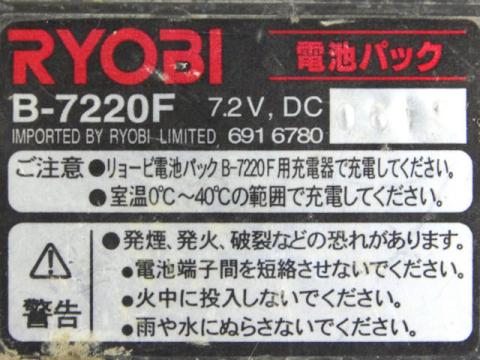 RYOBI 電池パック
B-7220F 7.2V, DC
IMPORTED BY RYOBI LIMITED 691 6780
ご注意 ●リョービ電池パックB-7220F用充電器で充電してください。
●室温0℃～40℃の範囲で充電してください。
●発煙、発火、破裂などの恐れがあります。
●電池端子間を短絡させないでください。
●火中に投入しないでください。
警告 ●雨や水にぬらさないでください。